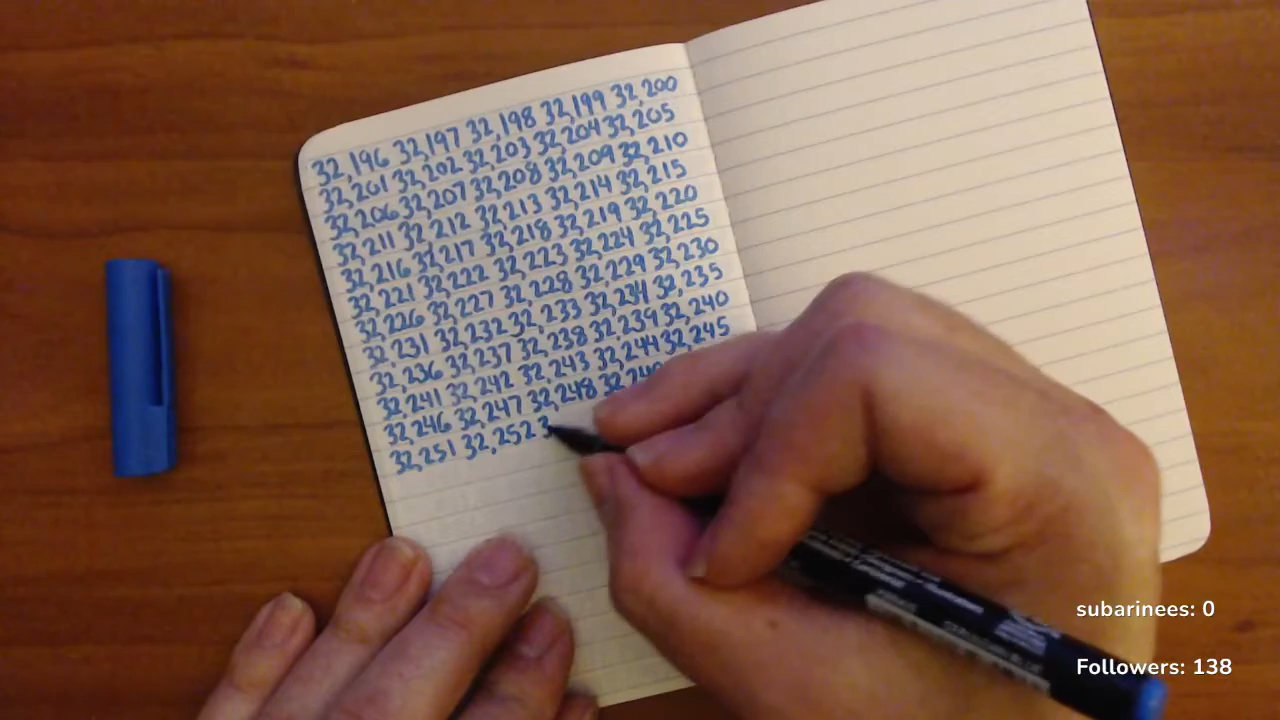 32,196 32,197 32,198 32,199 32,200
32,201 32,202 32,203 32,204 32,205
32,206 32,207 32,208 32,209 32,210
32,211 32,212 32,213 32,214 32,215
32,216 32,217 32,218 32,219 32,220
32,221 32,222 32,223 32,224 32,225
32,226 32,227 32,228 32,229 32,230
32,231 32,232 32,233 32,234 32,235
32,236 32,237 32,238 32,239 32,240
32,241 32,242 32,243 32,244 32,245
32,246 32,247 32,248 32,249
32,251 32,252 3
subarinees: 0
Followers: 138